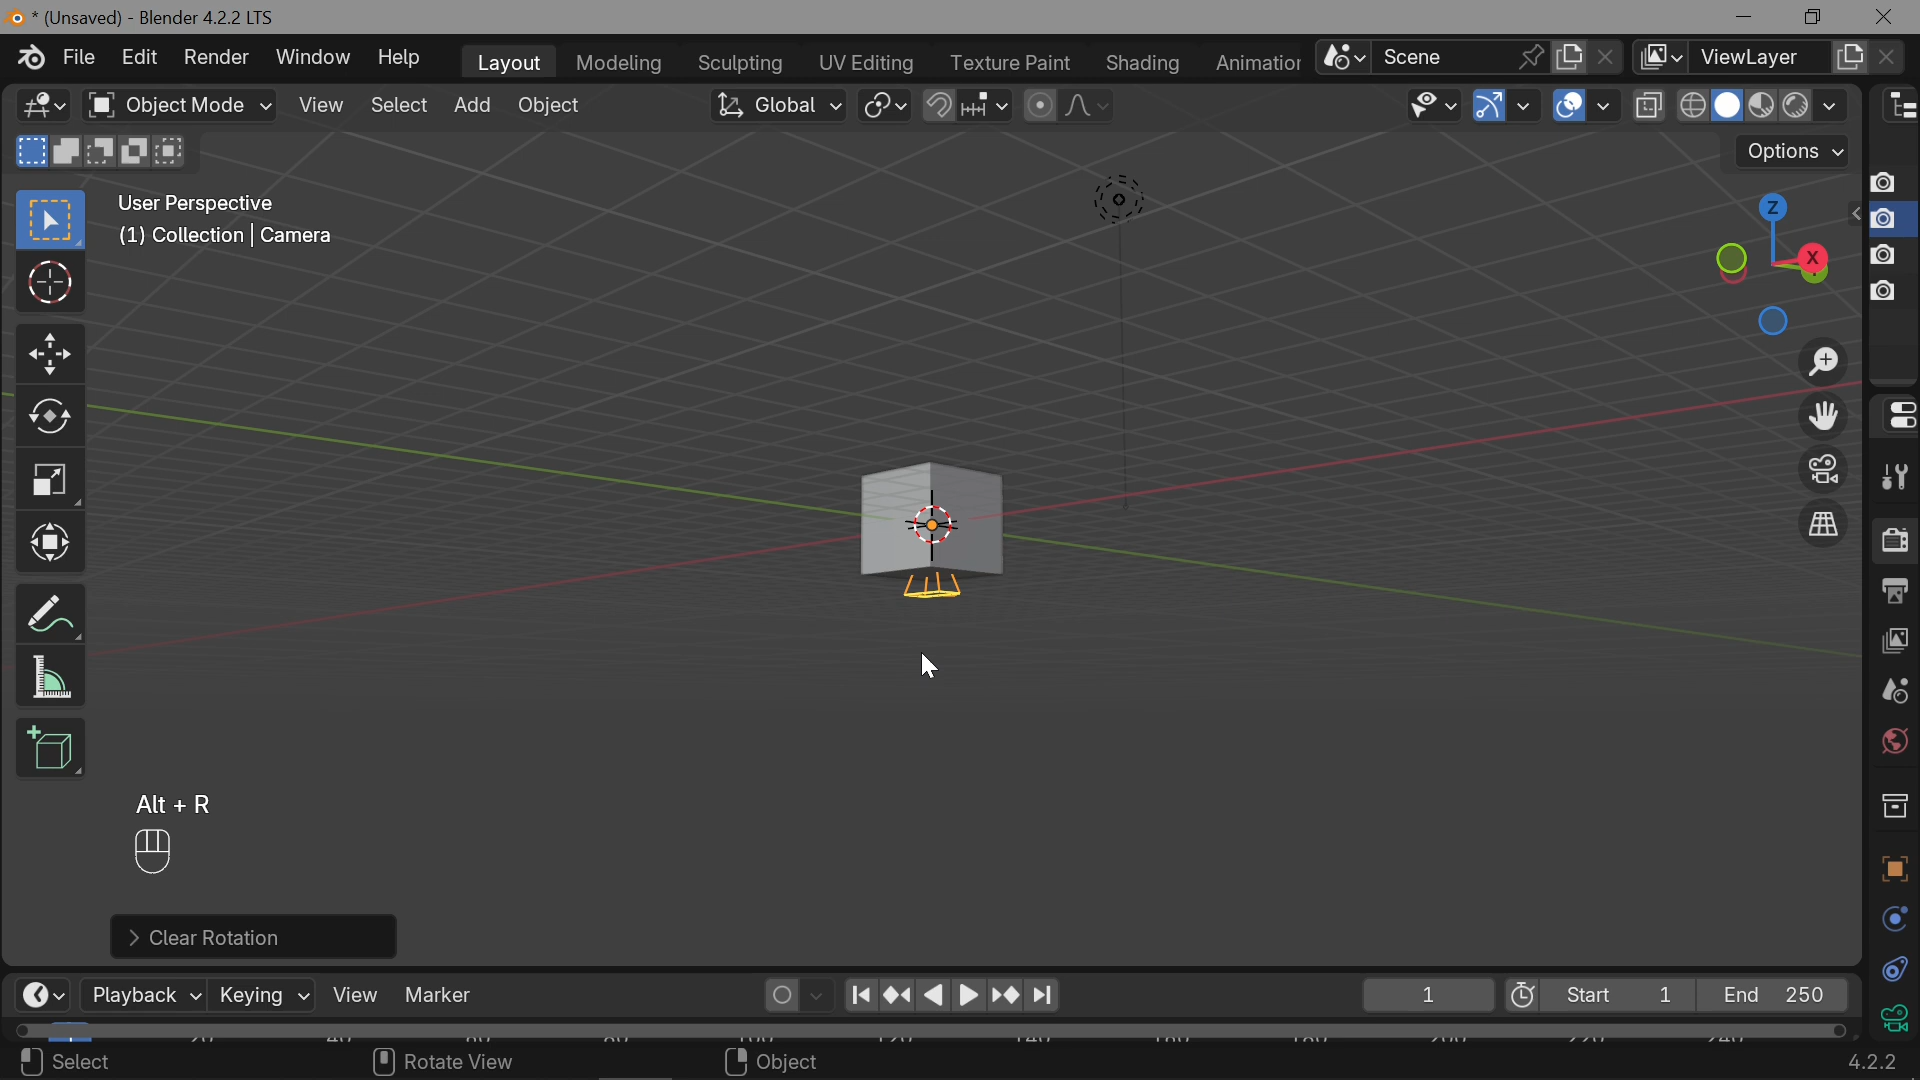 * (Unsaved) - Blender 4.2.2 LTS
File Edit Render Window Help Layout Modeling Sculpting UV Editing Texture Paint Shading Animation Scene ViewLayer
Object Mode View Select Add Object Global
Options
User Perspective
(1) Collection | Camera
Z
X
Alt + R
Clear Rotation
Playback Keying View Marker 1 Start 1 End 250
Select Rotate View Object 4.2.2